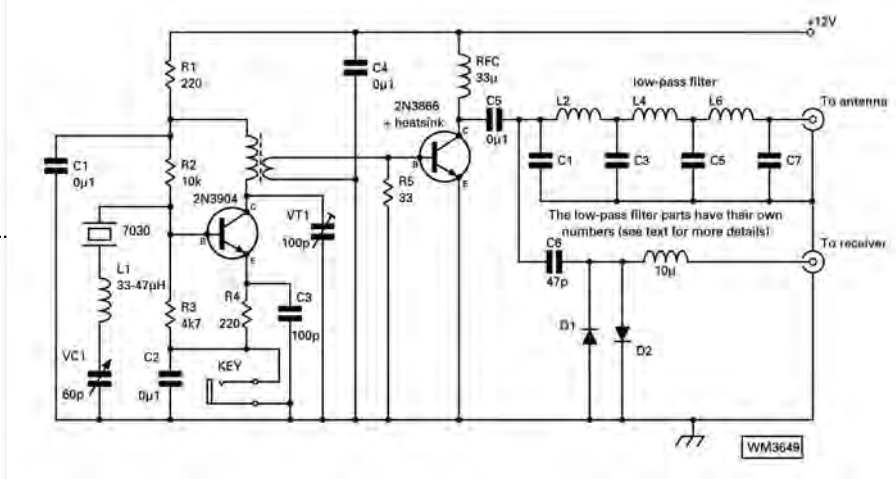 +12V
R1
220
C4
0µ1
RFC
33µ
2N3866
+ heatsink
C5
0µ1
low-pass filter
L2
L4
L6
To antenna
C1
0µ1
R2
10k
2N3904
C
B
E
R5
33
C
B
E
C1
C3
C5
C7
7030
VT1
100p
The low-pass filter parts have their own
numbers (see text for more details)
To receiver
L1
33-47µH
R3
4k7
R4
220
C3
100p
C6
47p
10µ
D1
D2
VC1
60p
C2
0µ1
KEY
WM3649